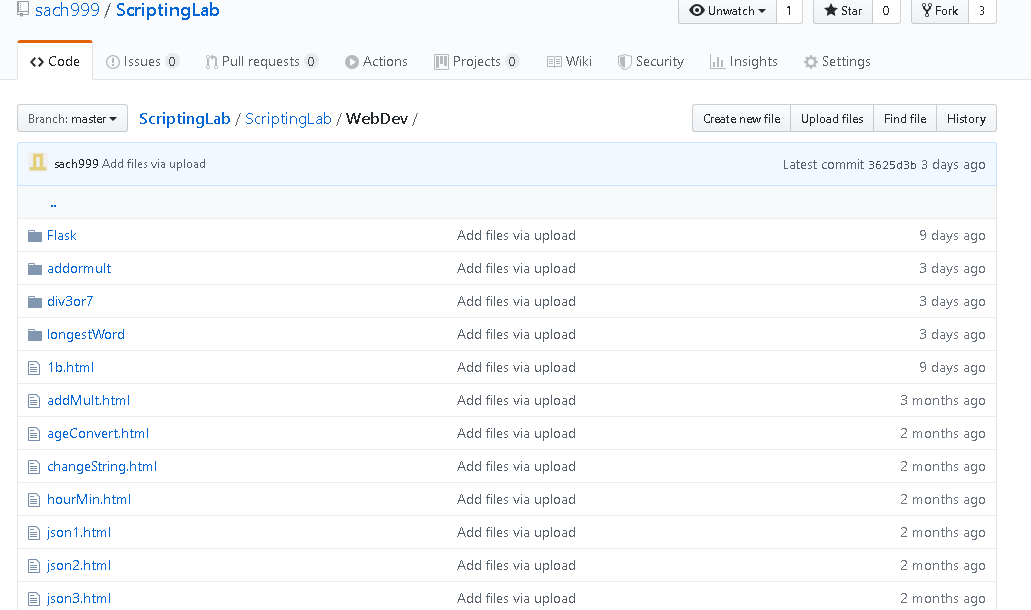 sach999 / ScriptingLab
Unwatch 1 Star 0 Fork 3
Code Issues 0 Pull requests 0 Actions Projects 0 Wiki Security Insights Settings
Branch: master ScriptingLab / ScriptingLab / WebDev / Create new file Upload files Find file History
sach999 Add files via upload Latest commit 3625d3b 3 days ago
..
Flask Add files via upload 9 days ago
addormult Add files via upload 3 days ago
div3or7 Add files via upload 3 days ago
longestWord Add files via upload 3 days ago
1b.html Add files via upload 9 days ago
addMult.html Add files via upload 3 months ago
ageConvert.html Add files via upload 2 months ago
changeString.html Add files via upload 2 months ago
hourMin.html Add files via upload 2 months ago
json1.html Add files via upload 2 months ago
json2.html Add files via upload 2 months ago
json3.html Add files via upload 2 months ago